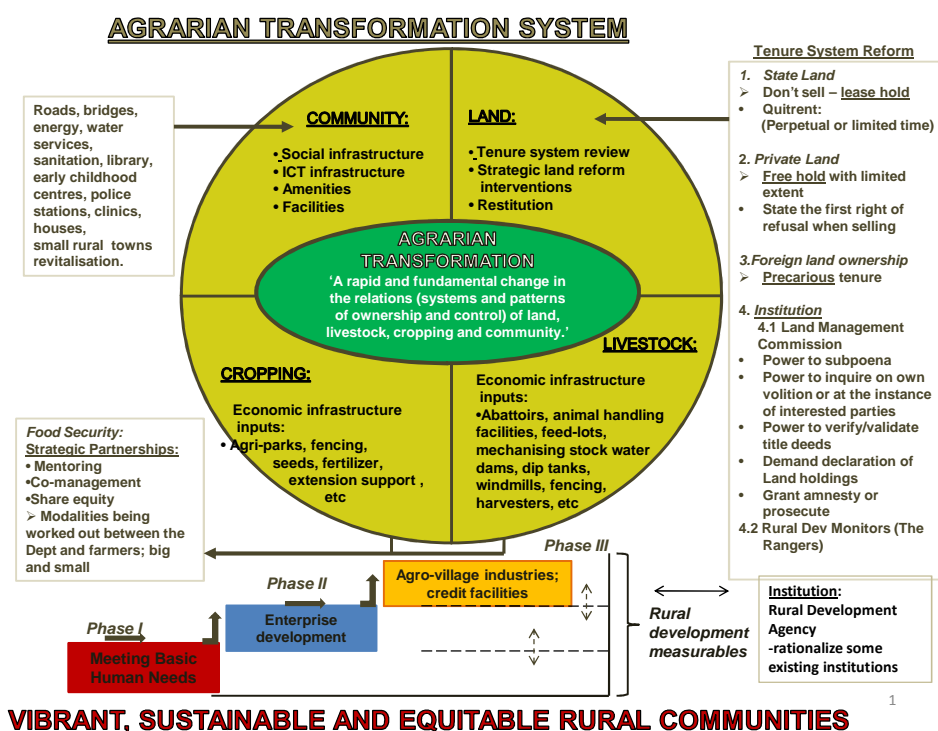 AGRARIAN TRANSFORMATION SYSTEM
Roads, bridges,
energy, water
services,
sanitation, library,
early childhood
centres, police
stations, clinics,
houses,
small rural towns
revitalisation.
COMMUNITY:
•Social infrastructure
• ICT infrastructure
• Amenities
• Facilities
LAND:
•Tenure system review
• Strategic land reform
interventions
• Restitution
AGRARIAN
TRANSFORMATION
‘A rapid and fundamental change in
the relations (systems and patterns
of ownership and control) of land,
livestock, cropping and community.’
CROPPING:
Economic infrastructure
inputs:
• Agri-parks, fencing,
seeds, fertilizer,
extension support ,
etc
LIVESTOCK:
Economic infrastructure
inputs:
•Abattoirs, animal handling
facilities, feed-lots,
mechanising stock water
dams, dip tanks,
windmills, fencing,
harvesters, etc
Tenure System Reform
1. State Land
➢ Don’t sell – lease hold
• Quitrent:
(Perpetual or limited time)
2. Private Land
➢ Free hold with limited
extent
• State the first right of
refusal when selling
3.Foreign land ownership
➢ Precarious tenure
4. Institution
4.1 Land Management
Commission
• Power to subpoena
• Power to inquire on own
volition or at the instance
of interested parties
• Power to verify/validate
title deeds
• Demand declaration of
Land holdings
• Grant amnesty or
prosecute
4.2 Rural Dev Monitors (The
Rangers)
Food Security:
Strategic Partnerships:
• Mentoring
•Co-management
•Share equity
➢ Modalities being
worked out between the
Dept and farmers; big
and small
Phase I
Meeting Basic
Human Needs
Phase II
Enterprise
development
Phase III
Agro-village industries;
credit facilities
Rural
development
measurables
Institution:
Rural Development
Agency
-rationalize some
existing institutions
1
VIBRANT, SUSTAINABLE AND EQUITABLE RURAL COMMUNITIES